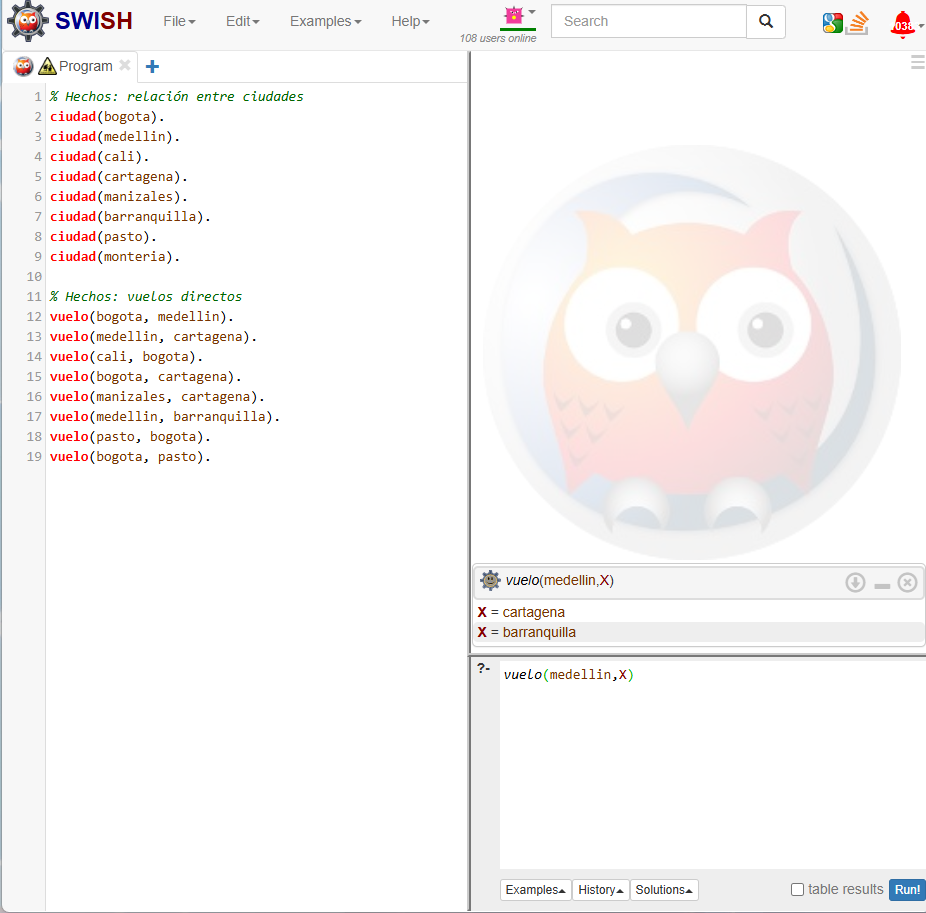 SWISH File Edit Examples Help 108 users online Search
Program
1 % Hechos: relación entre ciudades
2 ciudad(bogota).
3 ciudad(medellin).
4 ciudad(cali).
5 ciudad(cartagena).
6 ciudad(manizales).
7 ciudad(barranquilla).
8 ciudad(pasto).
9 ciudad(monteria).
10
11 % Hechos: vuelos directos
12 vuelo(bogota, medellin).
13 vuelo(medellin, cartagena).
14 vuelo(cali, bogota).
15 vuelo(bogota, cartagena).
16 vuelo(manizales, cartagena).
17 vuelo(medellin, barranquilla).
18 vuelo(pasto, bogota).
19 vuelo(bogota, pasto).
vuelo(medellin,X)
X = cartagena
X = barranquilla
?- vuelo(medellin,X)
Examples History Solutions table results Run!